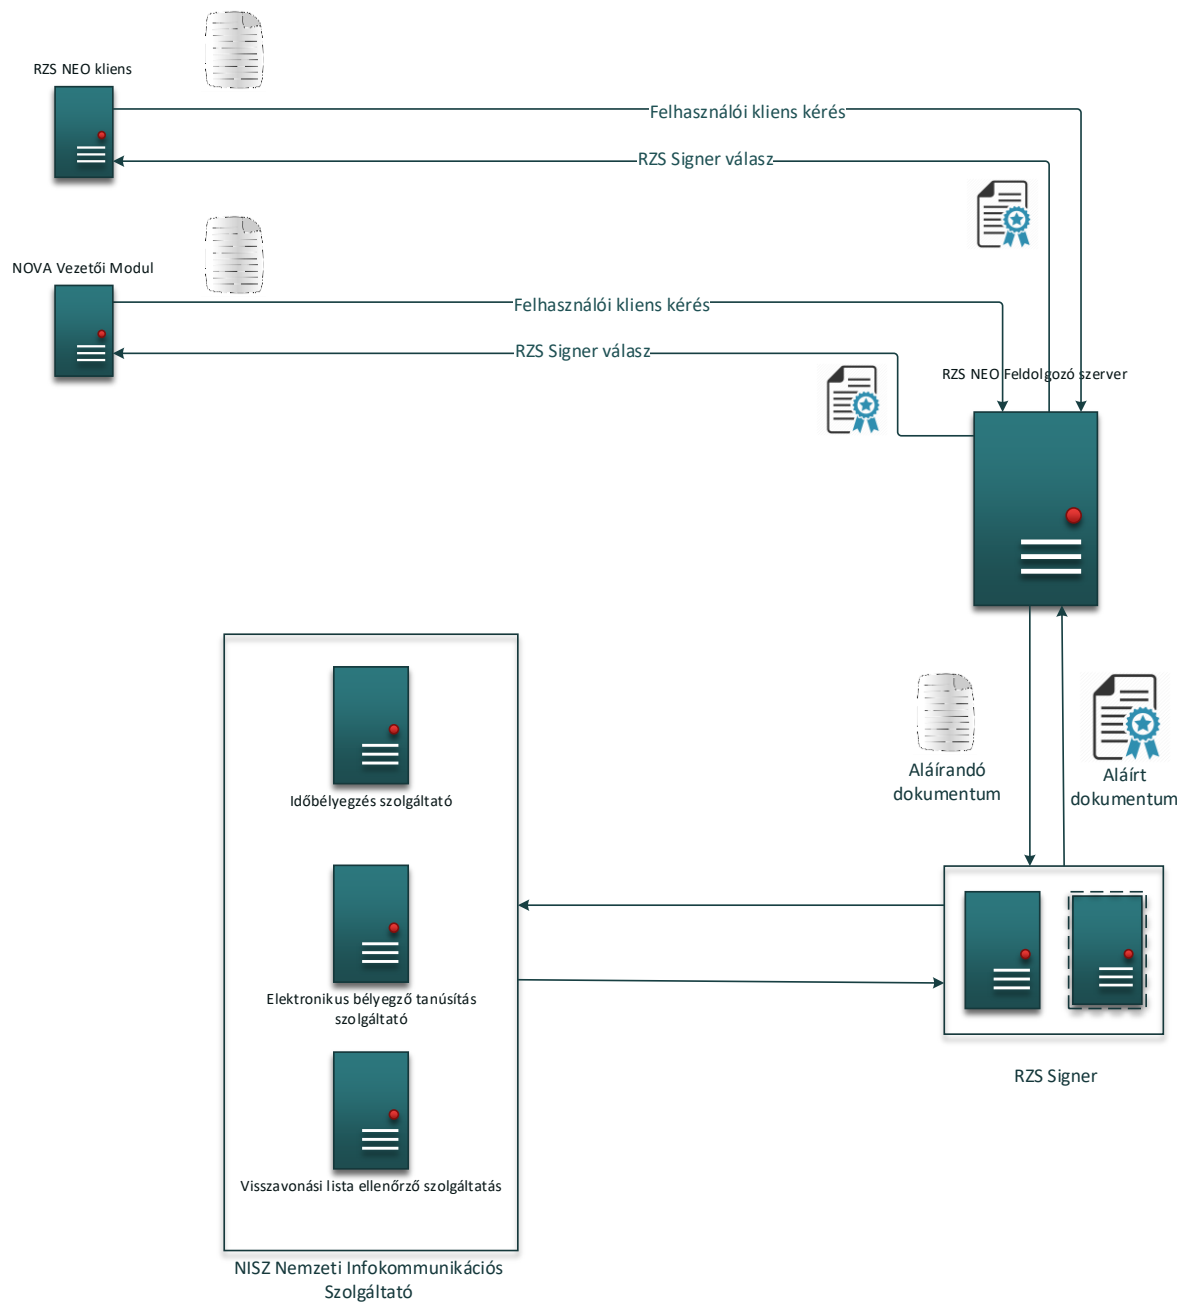 RZS NEO kliens
Felhasználói kliens kérés
RZS Signer válasz
NOVA Vezetői Modul
Felhasználói kliens kérés
RZS Signer válasz
RZS NEO Feldolgozó szerver
Aláírandó
dokumentum
Aláírt
dokumentum
Időbélyegzés szolgáltató
Elektronikus bélyegző tanúsítás
szolgáltató
RZS Signer
Visszavonási lista ellenőrző szolgáltatás
NISZ Nemzeti Infokommunikációs
Szolgáltató